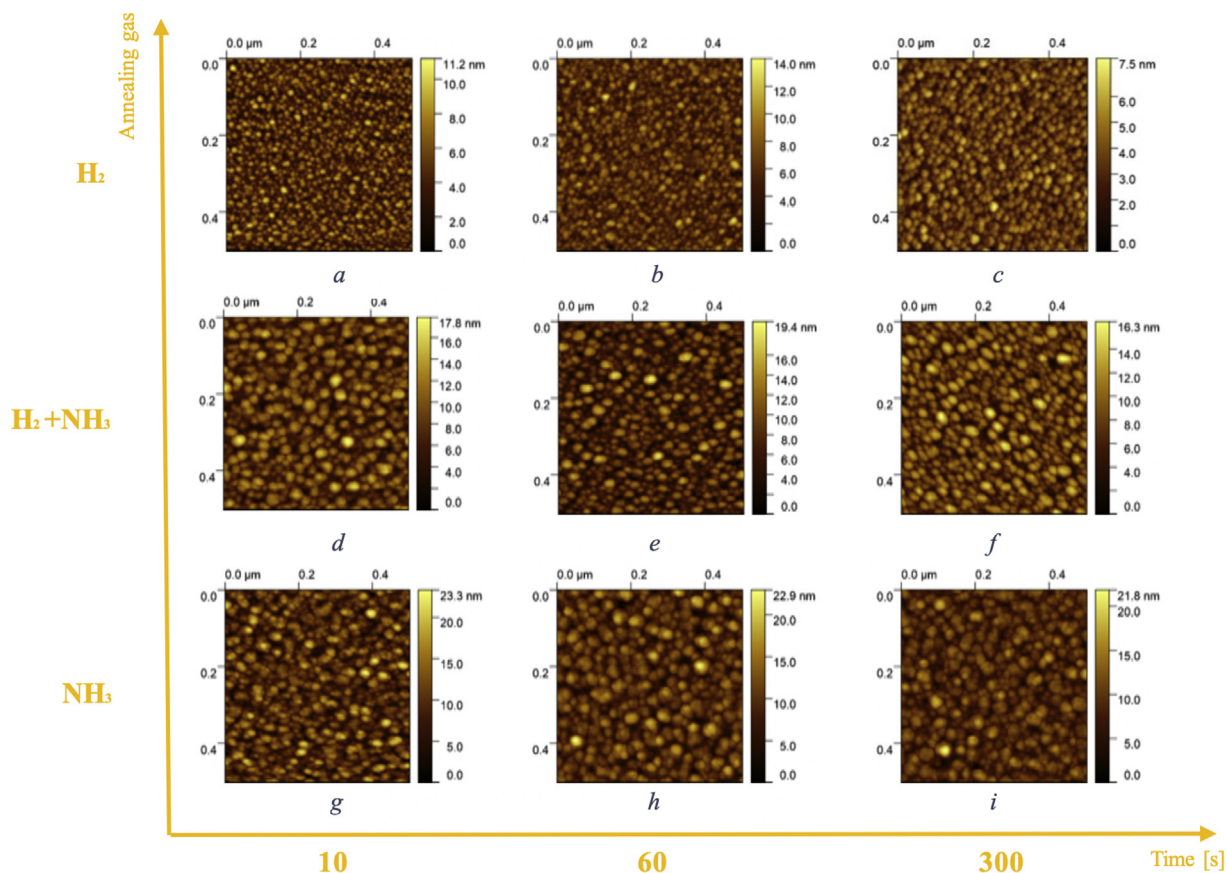 Annealing gas
0.0 µm 0.2 0.4
0.0
0.2
0.4
11.2 nm
10.0
8.0
6.0
4.0
2.0
0.0
a
0.0 µm 0.2 0.4
0.0
0.2
0.4
14.0 nm
12.0
10.0
8.0
6.0
4.0
0.0
b
0.0 µm 0.2 0.4
0.0
0.2
0.4
7.5 nm
6.0
5.0
4.0
3.0
2.0
1.0
0.0
c
H₂
0.0 µm 0.2 0.4
0.0
0.2
0.4
17.8 nm
16.0
14.0
12.0
10.0
8.0
6.0
4.0
0.0
d
0.0 µm 0.2 0.4
0.0
0.2
0.4
19.4 nm
16.0
14.0
12.0
10.0
8.0
6.0
4.0
0.0
e
0.0 µm 0.2 0.4
0.0
0.2
0.4
16.3 nm
14.0
12.0
10.0
8.0
6.0
4.0
0.0
f
H₂ +NH₃
0.0 µm 0.2 0.4
0.0
0.2
0.4
23.3 nm
20.0
15.0
10.0
5.0
0.0
g
0.0 µm 0.2 0.4
0.0
0.2
0.4
22.9 nm
20.0
15.0
10.0
5.0
0.0
h
0.0 µm 0.2 0.4
0.0
0.2
0.4
21.8 nm
20.0
15.0
10.0
5.0
0.0
i
NH₃
10 60 300 Time [s]